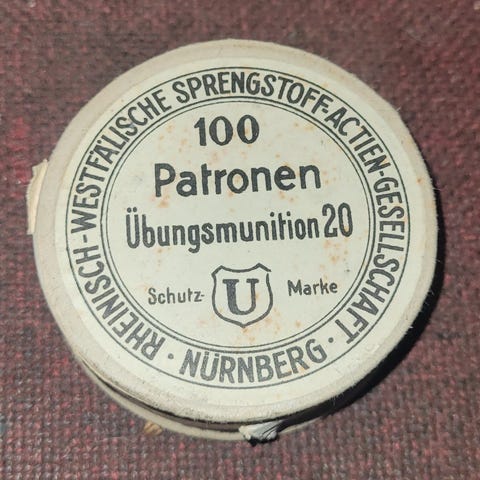 RHEINISCH-WESTFÄLISCHE SPRENGSTOFF-ACTIEN-GESELLSCHAFT · NÜRNBERG ·
100
Patronen
Übungsmunition 20
Schutz- U Marke